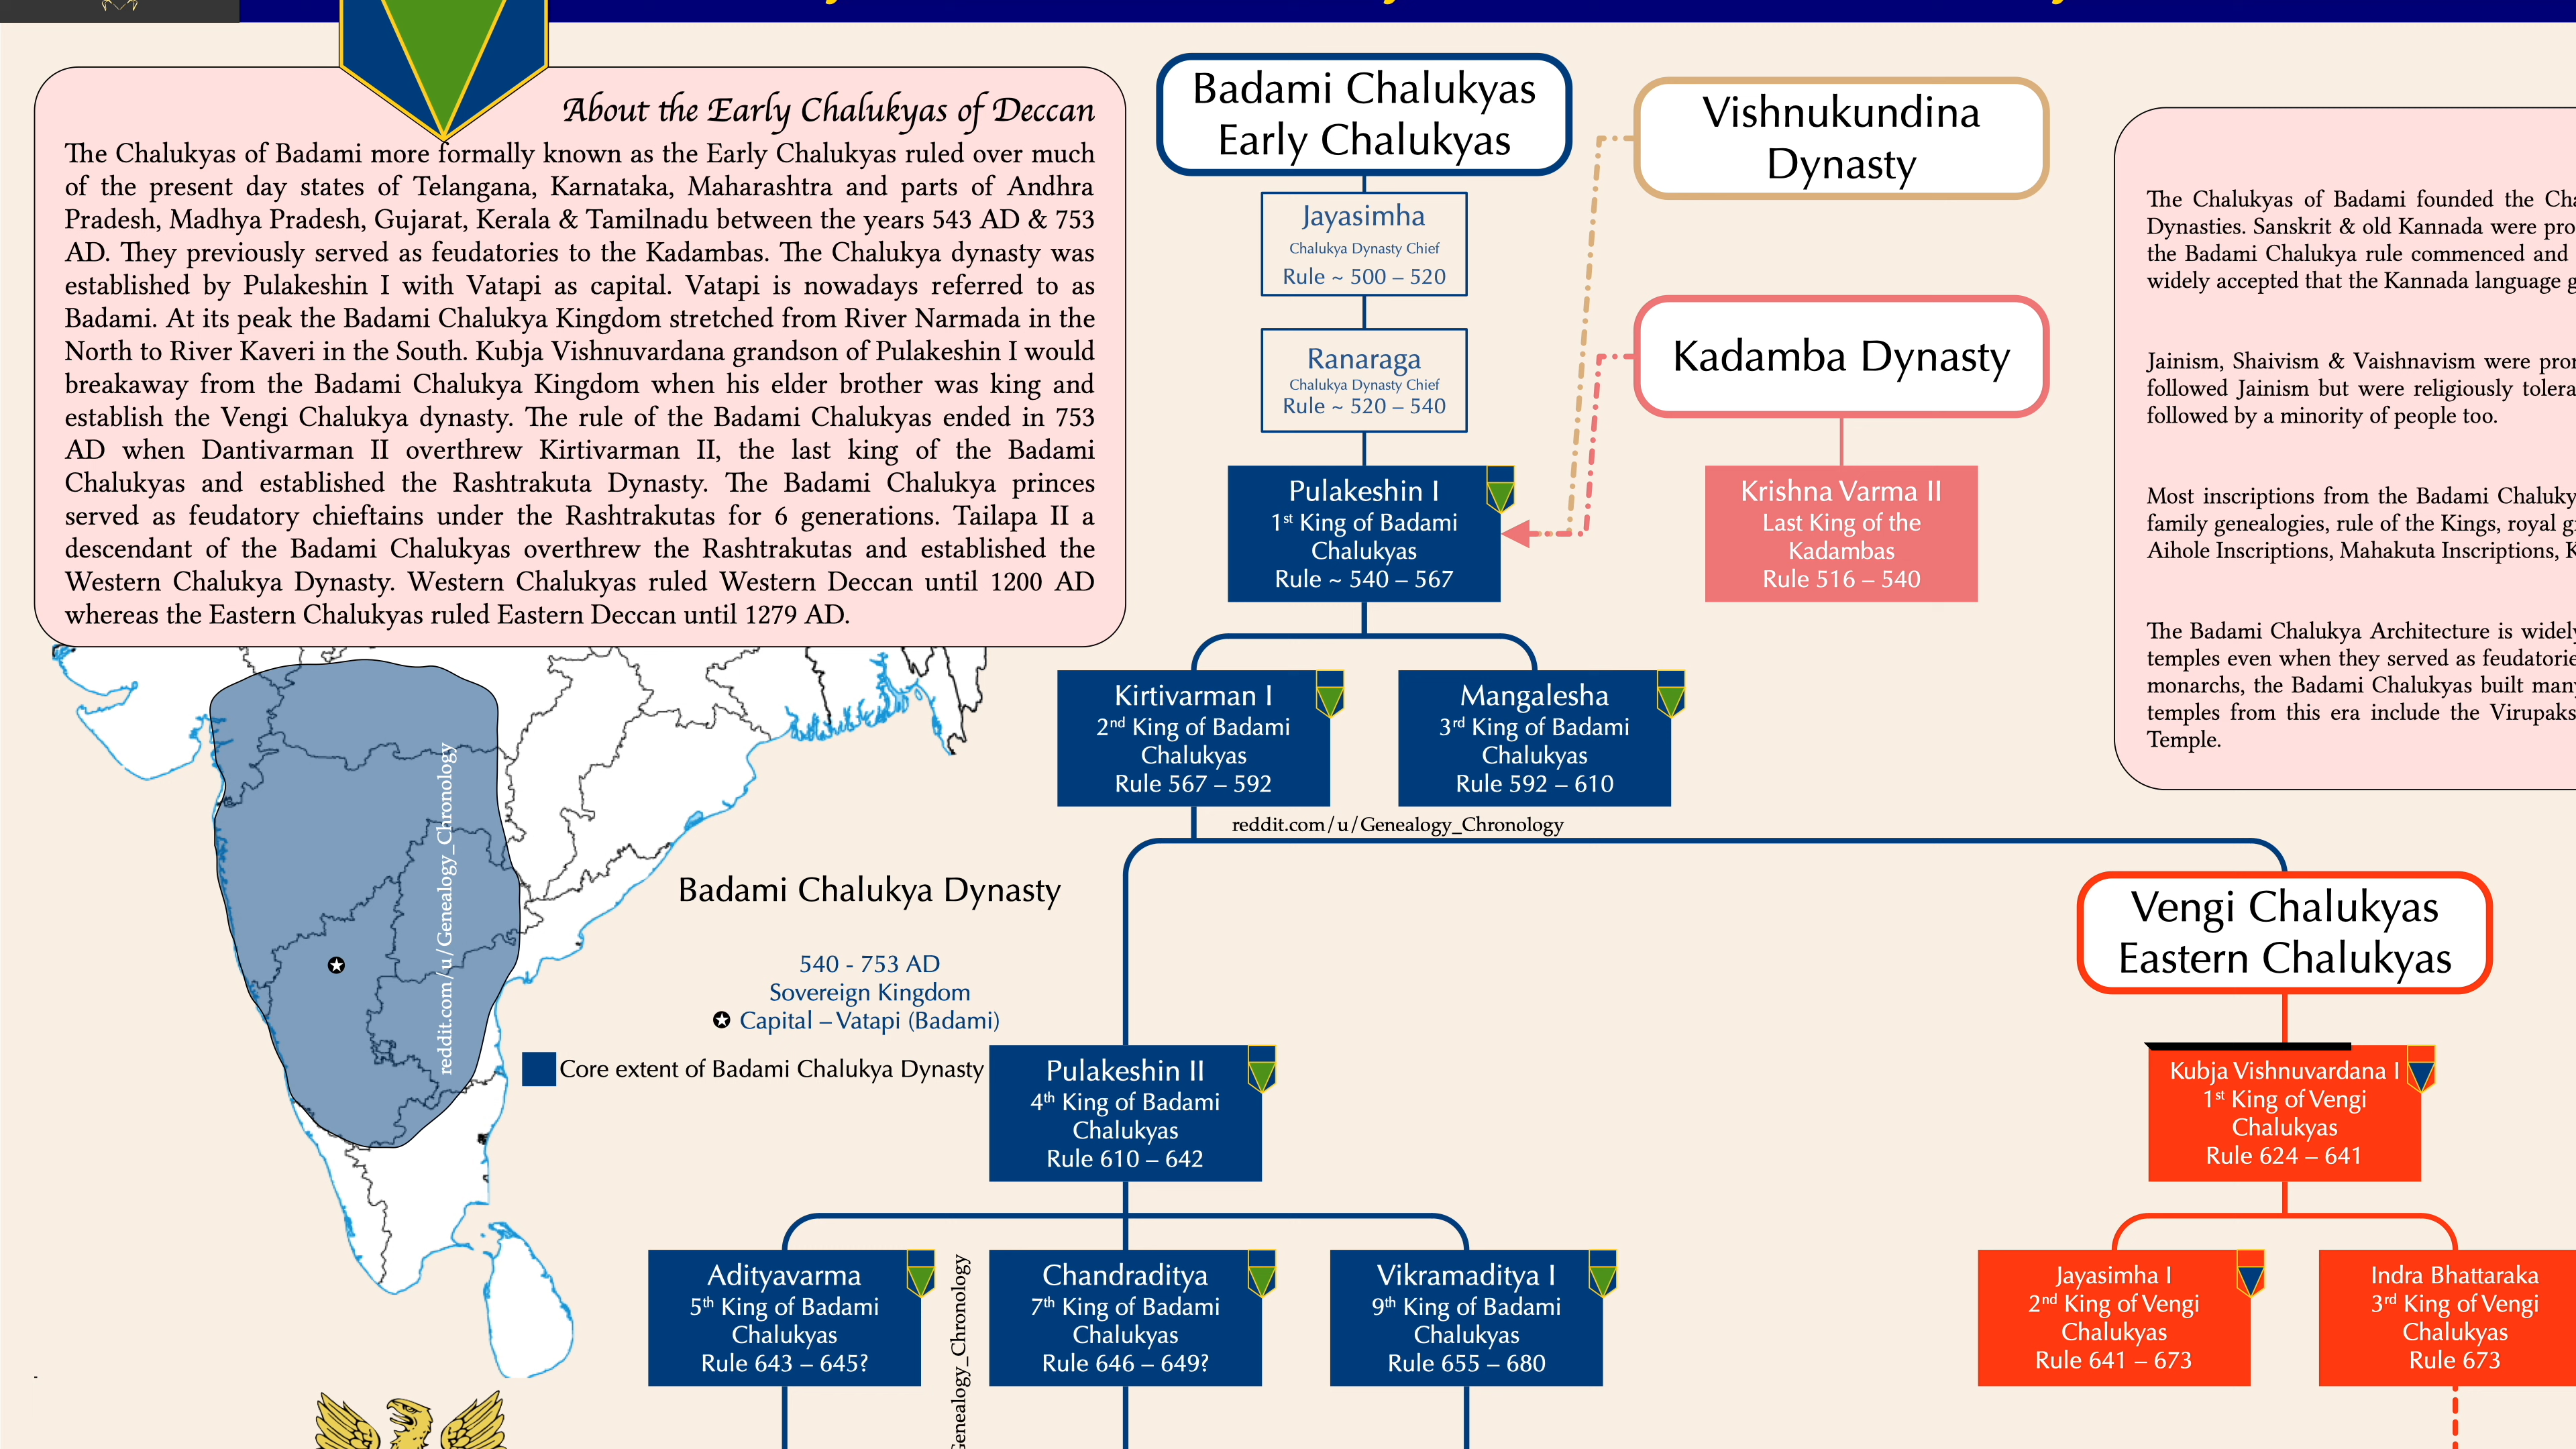 About the Early Chalukyas of Deccan
The Chalukyas of Badami more formally known as the Early Chalukyas ruled over much
of the present day states of Telangana, Karnataka, Maharashtra and parts of Andhra
Pradesh, Madhya Pradesh, Gujarat, Kerala & Tamilnadu between the years 543 AD & 753
AD. They previously served as feudatories to the Kadambas. The Chalukya dynasty was
established by Pulakeshin I with Vatapi as capital. Vatapi is nowadays referred to as
Badami. At its peak the Badami Chalukya Kingdom stretched from River Narmada in the
North to River Kaveri in the South. Kubja Vishnuvardana grandson of Pulakeshin I would
breakaway from the Badami Chalukya Kingdom when his elder brother was king and
establish the Vengi Chalukya dynasty. The rule of the Badami Chalukyas ended in 753
AD when Dantivarman II overthrew Kirtivarman II, the last king of the Badami
Chalukyas and established the Rashtrakuta Dynasty. The Badami Chalukya princes
served as feudatory chieftains under the Rashtrakutas for 6 generations. Tailapa II a
descendant of the Badami Chalukyas overthrew the Rashtrakutas and established the
Western Chalukya Dynasty. Western Chalukyas ruled Western Deccan until 1200 AD
whereas the Eastern Chalukyas ruled Eastern Deccan until 1279 AD.
Badami Chalukyas
Early Chalukyas
Vishnukundina
Dynasty
Jayasimha
Chalukya Dynasty Chief
Rule ~ 500 – 520
Ranaraga
Chalukya Dynasty Chief
Rule ~ 520 – 540
Kadamba Dynasty
Pulakeshin I
1st King of Badami
Chalukyas
Rule ~ 540 – 567
Krishna Varma II
Last King of the
Kadambas
Rule 516 – 540
The Chalukyas of Badami founded the
Dynasties. Sanskrit & old Kannada were
the Badami Chalukya rule commenced and
widely accepted that the Kannada language
Jainism, Shaivism & Vaishnavism were
followed Jainism but were religiously
followed by a minority of people too.
Most inscriptions from the Badami
family genealogies, rule of the Kings, royal
Aihole Inscriptions, Mahakuta Inscriptions,
The Badami Chalukya Architecture is
temples even when they served as
monarchs, the Badami Chalukyas built
temples from this era include the
Temple.
Kirtivarman I
2nd King of Badami
Chalukyas
Rule 567 – 592
Mangalesha
3rd King of Badami
Chalukyas
Rule 592 – 610
reddit.com/u/Genealogy_Chronology
reddit.com/u/Genealogy_Chronology
Badami Chalukya Dynasty
540 - 753 AD
Sovereign Kingdom
Capital – Vatapi (Badami)
Core extent of Badami Chalukya Dynasty
Vengi Chalukyas
Eastern Chalukyas
Pulakeshin II
4th King of Badami
Chalukyas
Rule 610 – 642
Kubja Vishnuvardana I
1st King of Vengi
Chalukyas
Rule 624 – 641
Adityavarma
5th King of Badami
Chalukyas
Rule 643 – 645?
Genealogy_Chronology
Chandraditya
7th King of Badami
Chalukyas
Rule 646 – 649?
Vikramaditya I
9th King of Badami
Chalukyas
Rule 655 – 680
Jayasimha I
2nd King of Vengi
Chalukyas
Rule 641 – 673
Indra Bhattaraka
3rd King of Vengi
Chalukyas
Rule 673